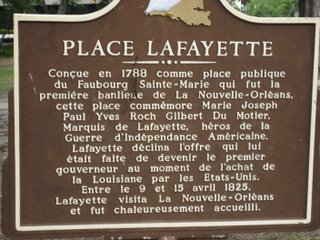 PLACE LAFAYETTE
Conçue en 1788 comme place publique
du Faubourg Sainte-Marie qui fut la
première banlieue de La Nouvelle-Orléans,
cette place commémore Marie Joseph
Paul Yves Roch Gilbert Du Motier,
Marquis de Lafayette, héros de la
Guerre d'Indépendance Américaine.
Lafayette déclina l'offre qui lui
était faite de devenir le premier
gouverneur au moment de l'achat de
la Louisiane par les Etats-Unis.
Entre le 9 et 15 avril 1825,
Lafayette visita La Nouvelle-Orléans
et fut chaleureusement accueilli.